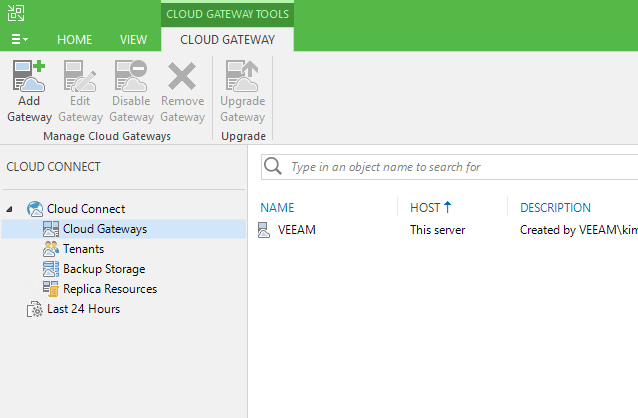 CLOUD GATEWAY TOOLS
HOME VIEW CLOUD GATEWAY
Add Gateway
Edit Gateway
Disable Gateway
Remove Gateway
Upgrade Gateway
Manage Cloud Gateways
Upgrade
CLOUD CONNECT
Type in an object name to search for
Cloud Connect
Cloud Gateways
Tenants
Backup Storage
Replica Resources
Last 24 Hours
NAME HOST DESCRIPTION
VEEAM This server Created by VEEAM\kim